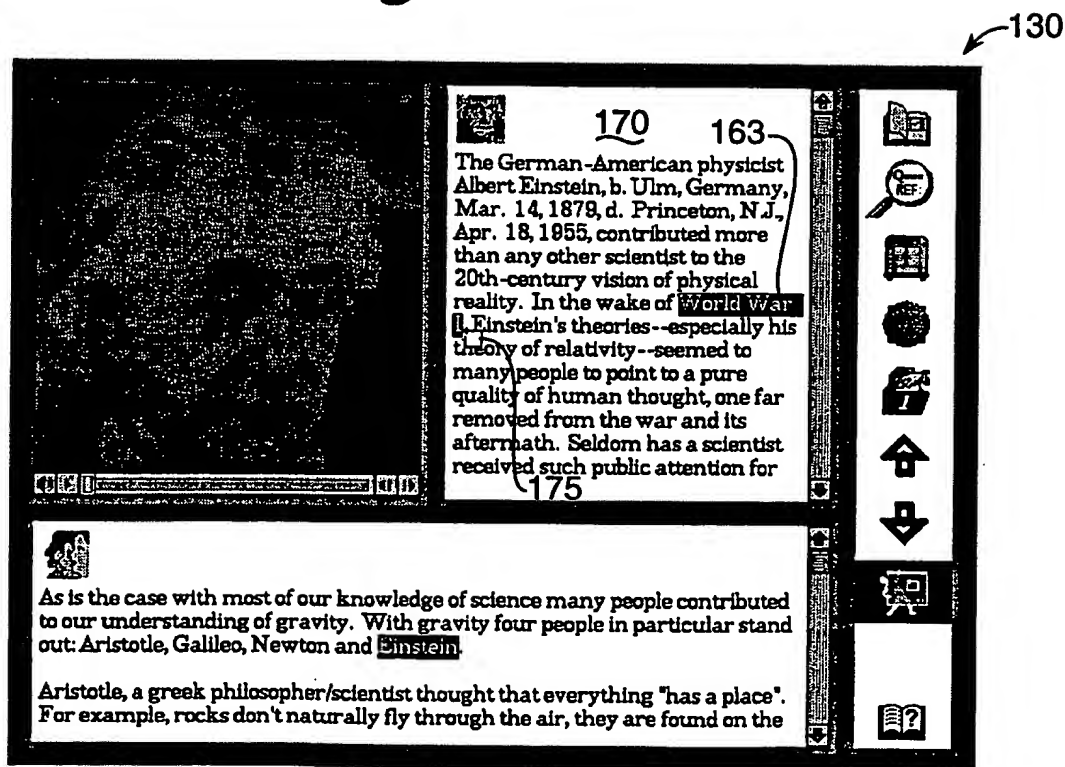 130
170
163
The German-American physicist
Albert Einstein, b. Ulm, Germany,
Mar. 14, 1879, d. Princeton, N.J.,
Apr. 18, 1955, contributed more
than any other scientist to the
20th-century vision of physical
reality. In the wake of World War
I, Einstein's theories--especially his
theory of relativity--seemed to
many people to point to a pure
quality of human thought, one far
removed from the war and its
aftermath. Seldom has a scientist
received such public attention for
175
As is the case with most of our knowledge of science many people contributed
to our understanding of gravity. With gravity four people in particular stand
out: Aristotle, Galileo, Newton and Einstein.
Aristotle, a greek philosopher/scientist thought that everything "has a place".
For example, rocks don't naturally fly through the air, they are found on the
REF:
1
?